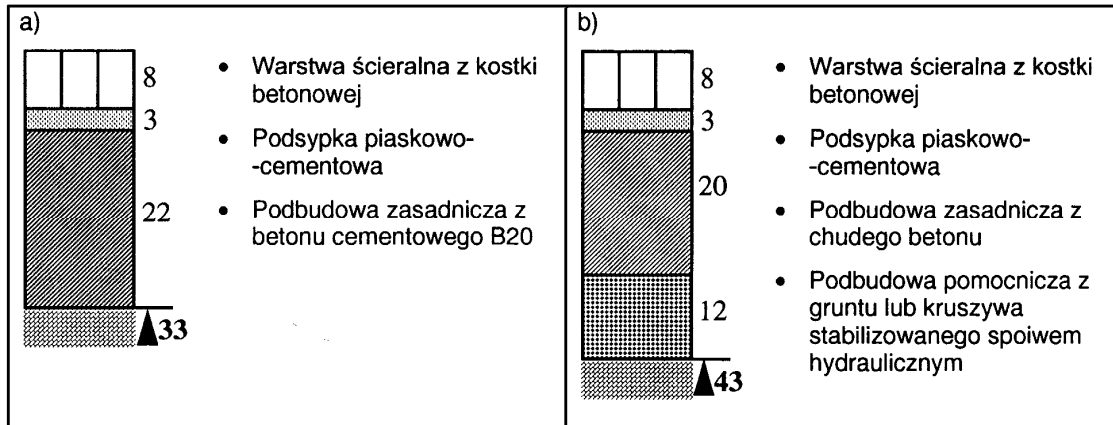 a)
8
3
22
33
• Warstwa ścieralna z kostki
betonowej
• Podsypka piaskowo-
-cementowa
• Podbudowa zasadnicza z
betonu cementowego B20
b)
8
3
20
12
43
• Warstwa ścieralna z kostki
betonowej
• Podsypka piaskowo-
-cementowa
• Podbudowa zasadnicza z
chudego betonu
• Podbudowa pomocnicza z
gruntu lub kruszywa
stabilizowanego spoiwem
hydraulicznym